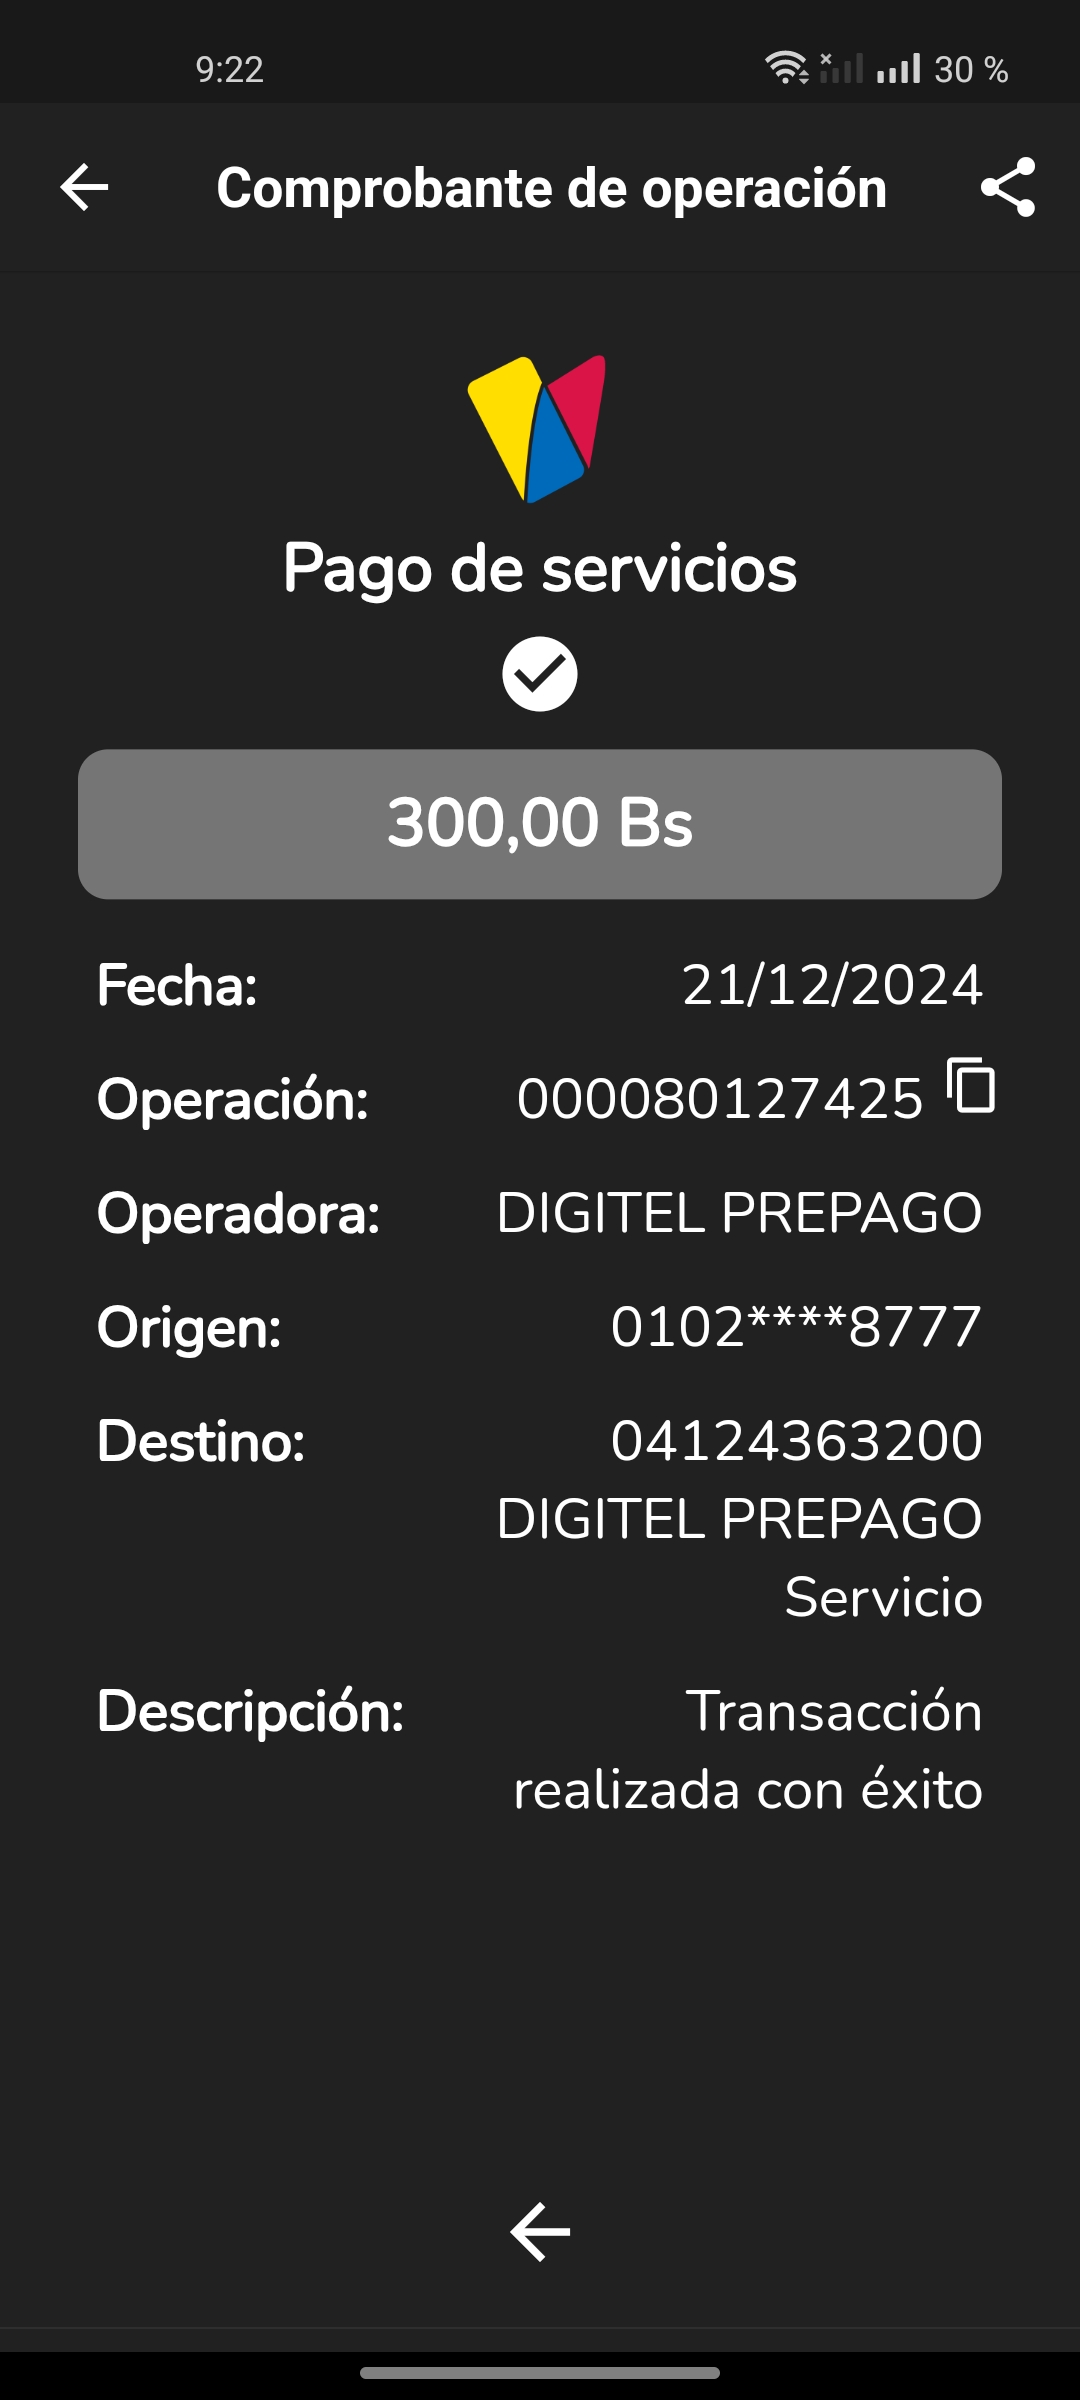 9:22 30 %
Comprobante de operación
Pago de servicios
300,00 Bs
Fecha: 21/12/2024
Operación: 000080127425
Operadora: DIGITEL PREPAGO
Origen: 0102****8777
Destino: 04124363200
DIGITEL PREPAGO
Servicio
Descripción: Transacción
realizada con éxito